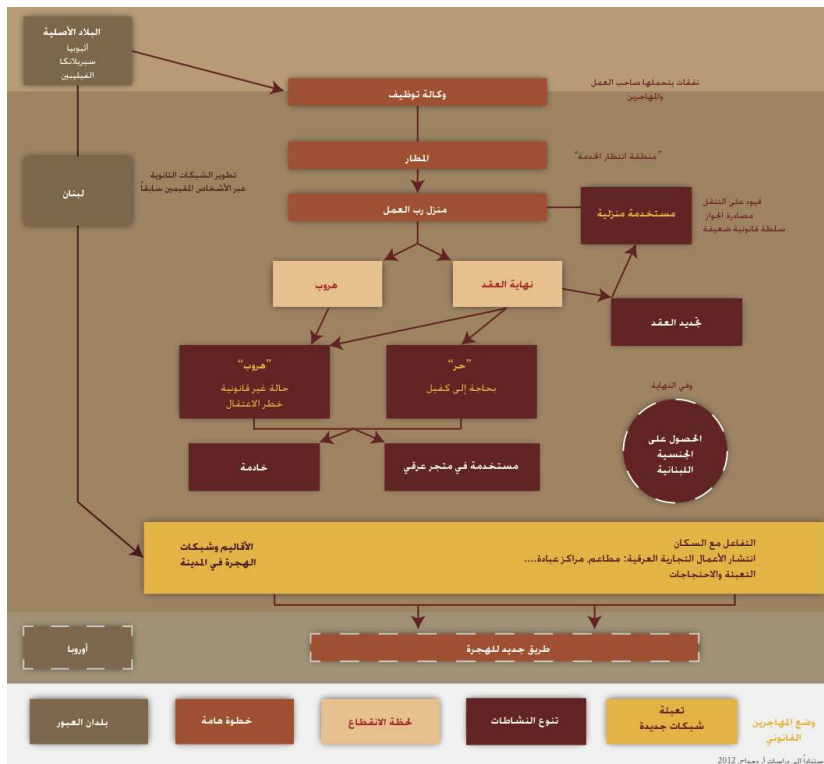 البلاد الأصلية
أثيوبيا
سيريلانكا
الفيليبين
وكالة توظيف
نفقات يتحملها صاحب العمل
والمهاجرين
المطار
"منطقة انتظار الخدمة"
لبنان
تطوير الشبكات الثانوية
عبر الأشخاص المقيمين سابقاً
منزل رب العمل
مستخدمة منزلية
قيود على التنقل
مصادرة الجواز
سلطة قانونية ضعيفة
هروب
نهاية العقد
تجديد العقد
"هروب"
حالة غير قانونية
خطر الاعتقال
"حر"
بحاجة إلى كفيل
وفي النهاية
الحصول على
الجنسية
اللبنانية
خادمة
مستخدمة في متجر عرقي
الأقاليم وشبكات
الهجرة في المدينة
التفاعل مع السكان
انتشار الأعمال التجارية العرقية: مطاعم، مراكز عبادة....
التعبئة والاحتجاجات
أوروبا
طريق جديد للهجرة
بلدان العبور
خطوة هامة
لحظة الانقطاع
تنوع النشاطات
تعبئة
شبكات جديدة
وضع المهاجرين
القانوني
2012